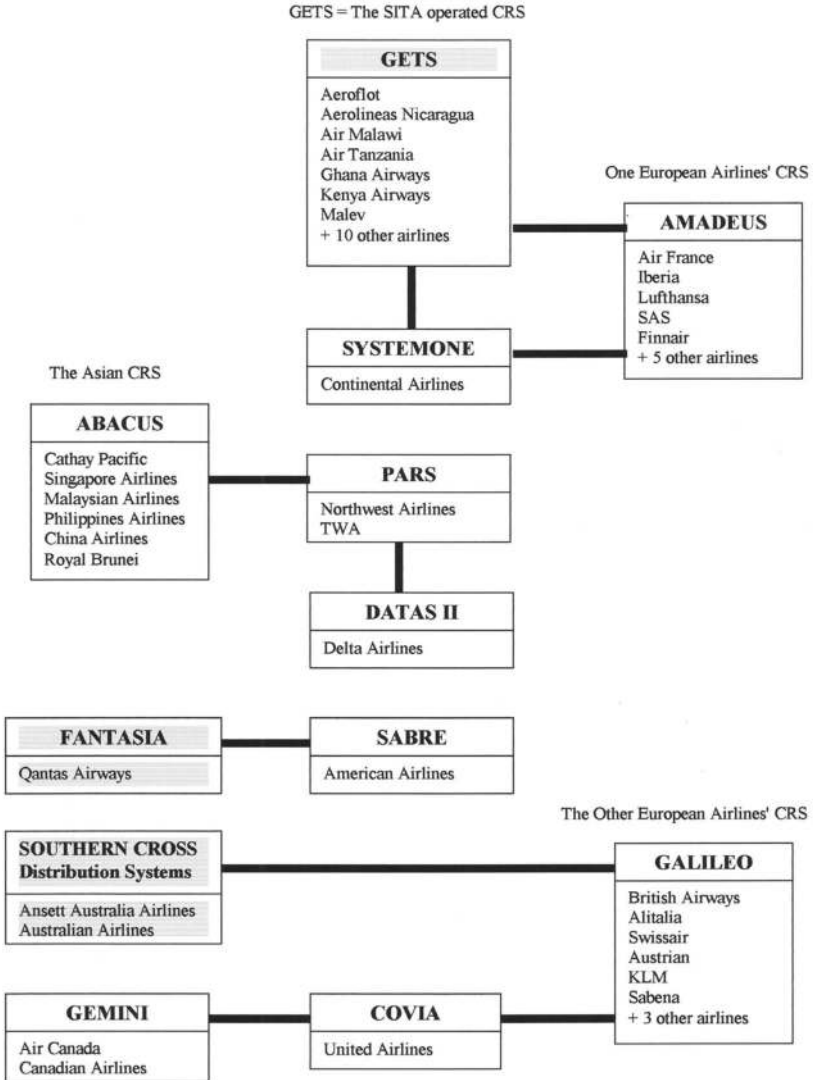 GETS = The SITA operated CRS
GETS
Aeroflot
Aerolineas Nicaragua
Air Malawi
Air Tanzania
Ghana Airways
Kenya Airways
Malev
+ 10 other airlines
One European Airlines' CRS
AMADEUS
Air France
Iberia
Lufthansa
SAS
Finnair
+ 5 other airlines
SYSTEMONE
Continental Airlines
The Asian CRS
ABACUS
Cathay Pacific
Singapore Airlines
Malaysian Airlines
Philippines Airlines
China Airlines
Royal Brunei
PARS
Northwest Airlines
TWA
DATAS II
Delta Airlines
FANTASIA
Qantas Airways
SABRE
American Airlines
SOUTHERN CROSS
Distribution Systems
Ansett Australia Airlines
Australian Airlines
The Other European Airlines' CRS
GALILEO
British Airways
Alitalia
Swissair
Austrian
KLM
Sabena
+ 3 other airlines
GEMINI
Air Canada
Canadian Airlines
COVIA
United Airlines